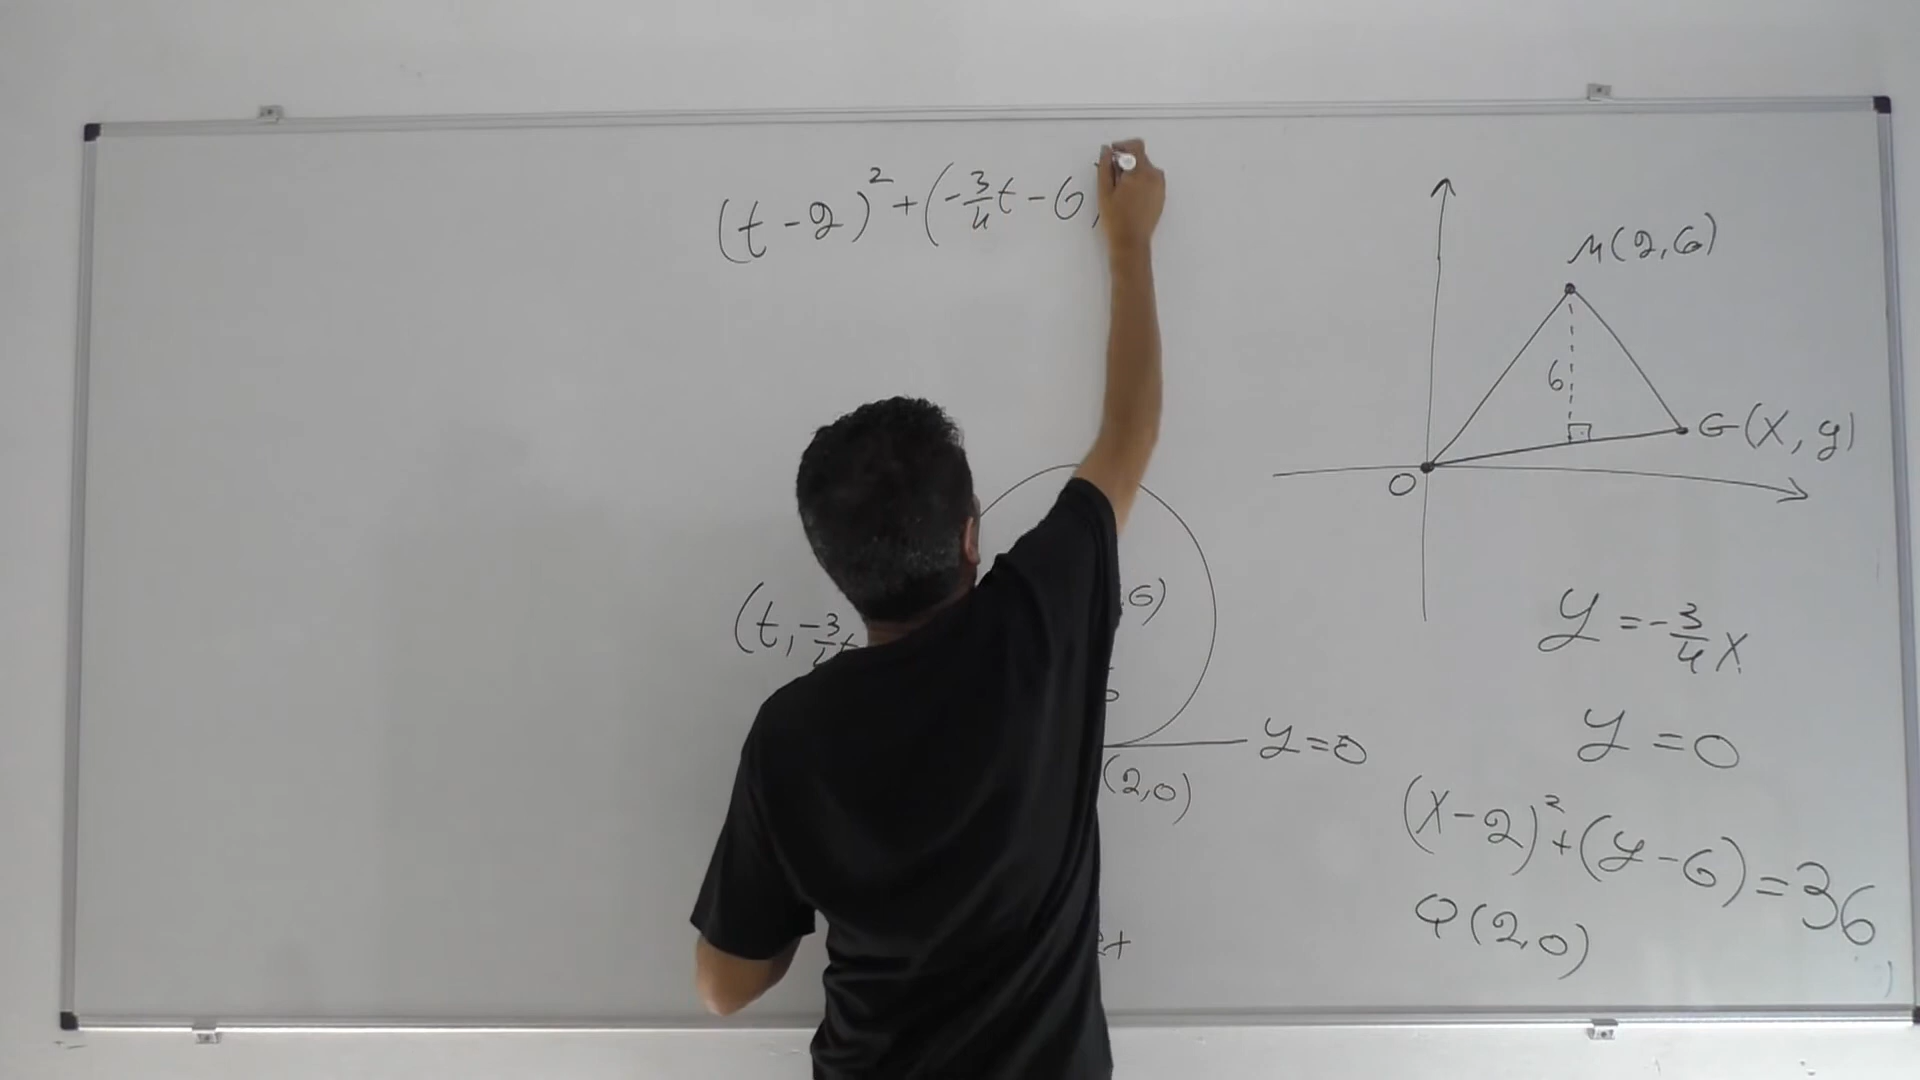 (t-2)² + (-3/4 t - 6)
M(2,6)
6
G(x, y)
O
(t, -3/4 t
6)
y = -3/4 x
y = 0
y = 0
(2,0)
(x-2)² + (y-6) = 36
Q(2,0)